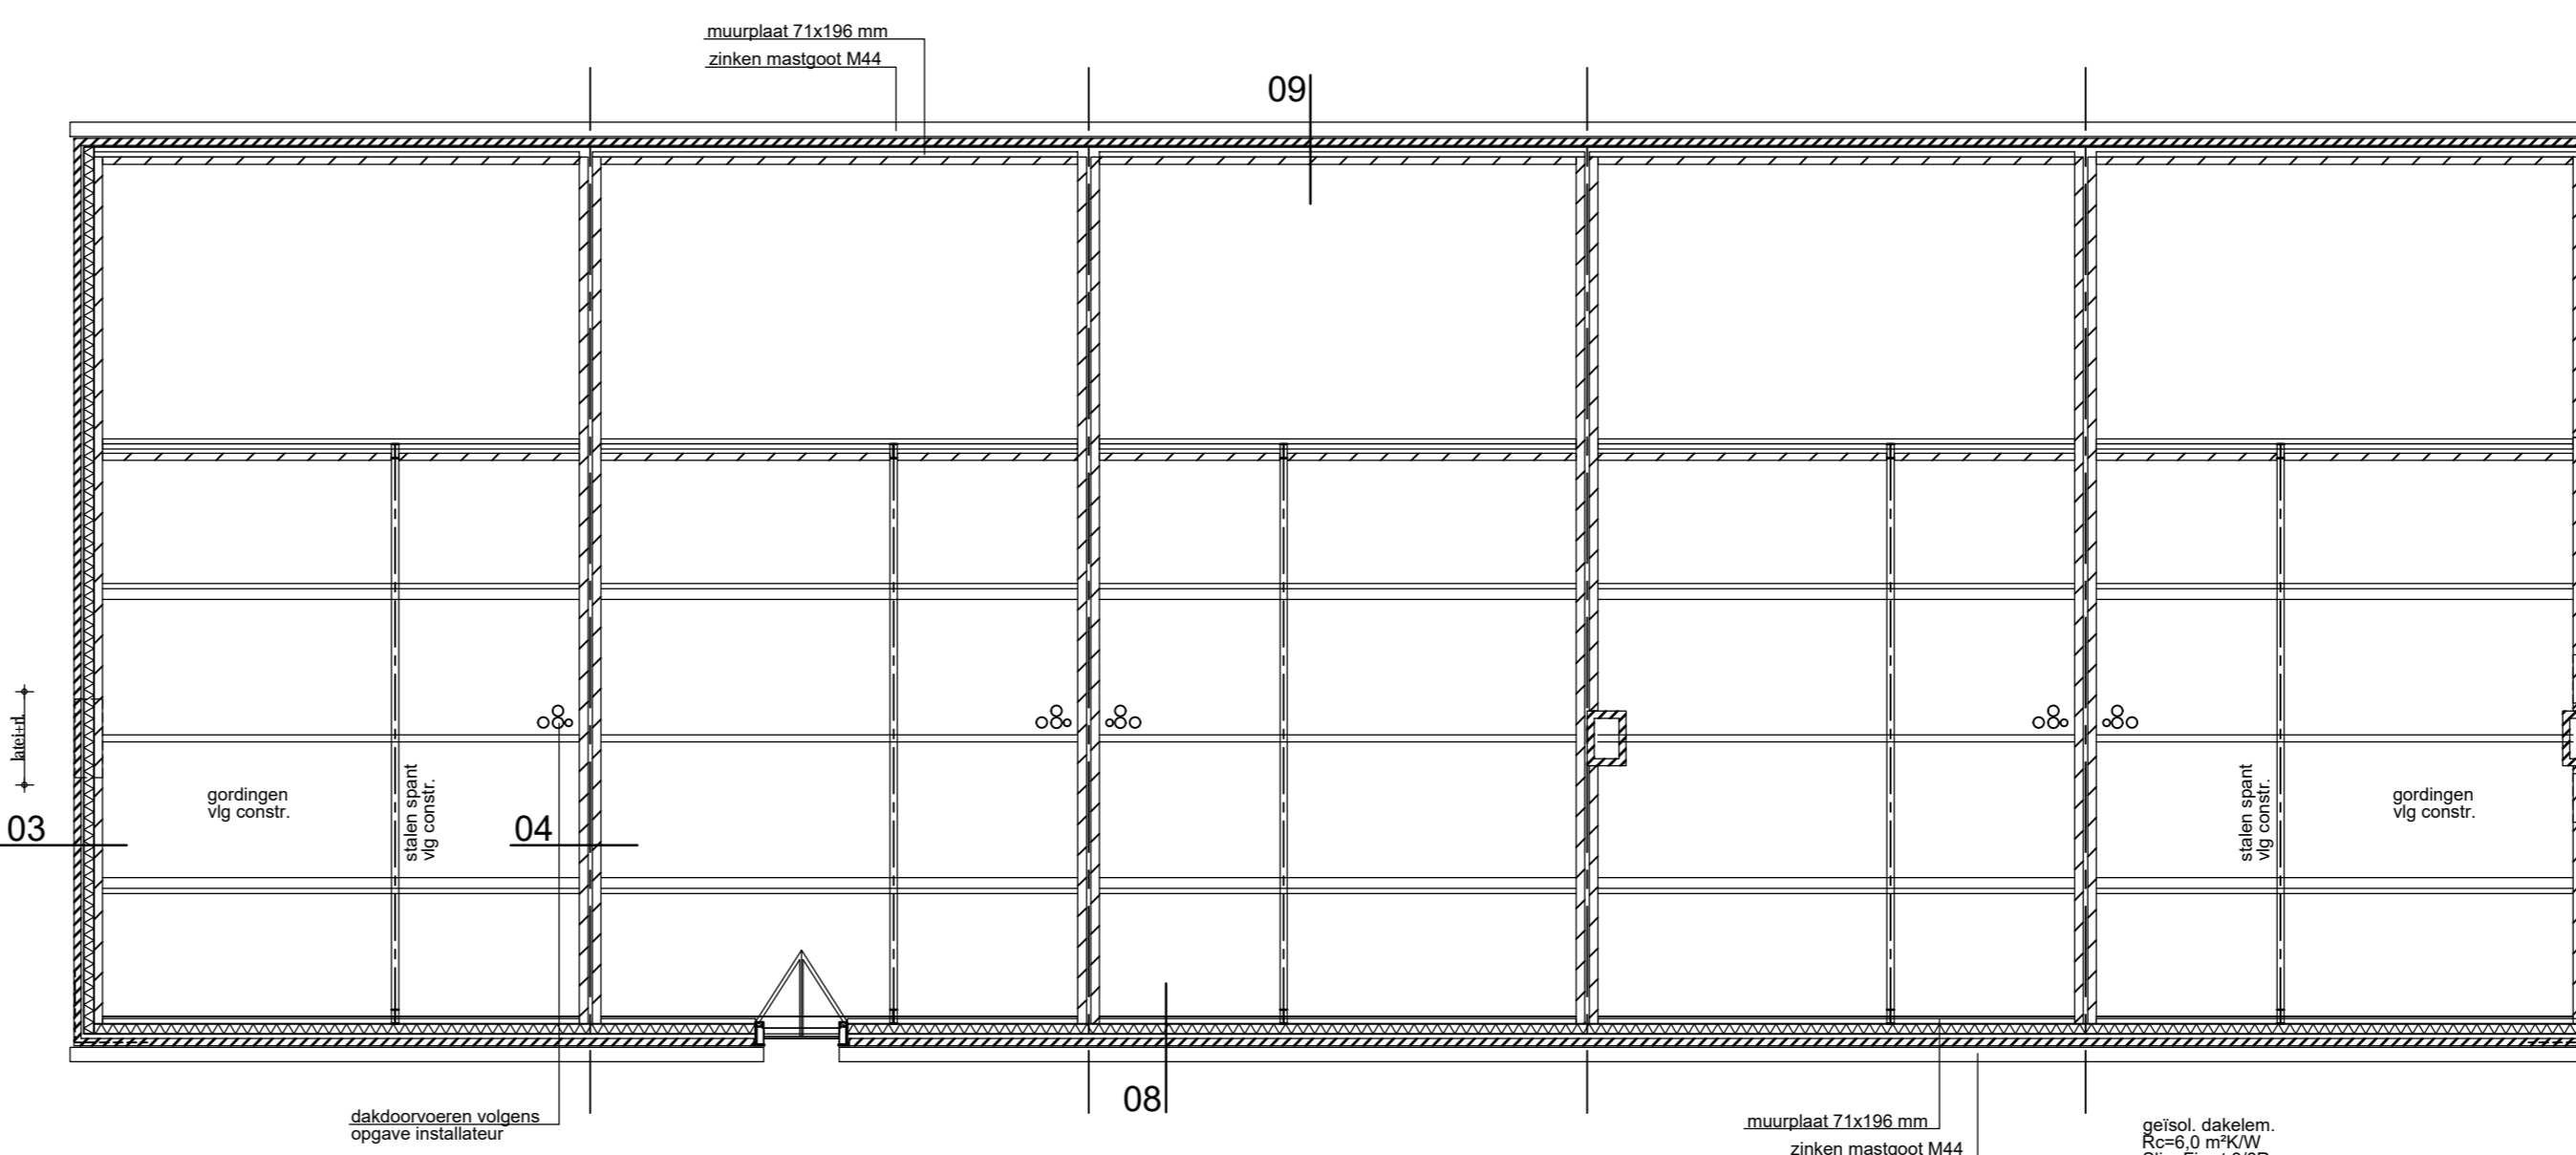 muurplaat 71x196 mm
zinken mastgoot M44
09
latei+rl.
gordingen
vlg constr.
stalen spant
vlg constr.
stalen spant
vlg constr.
gordingen
vlg constr.
03
04
08
dakdoorvoeren volgens
opgave installateur
muurplaat 71x196 mm
zinken mastgoot M44
geïsol. dakelem.
Rc=6,0 m²K/W